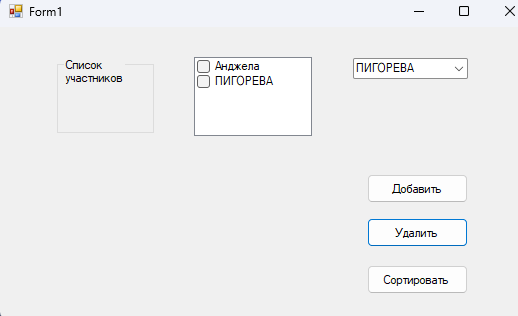 Form1
Список
участников
Анджела
ПИГОРЕВА
ПИГОРЕВА
Добавить
Удалить
Сортировать